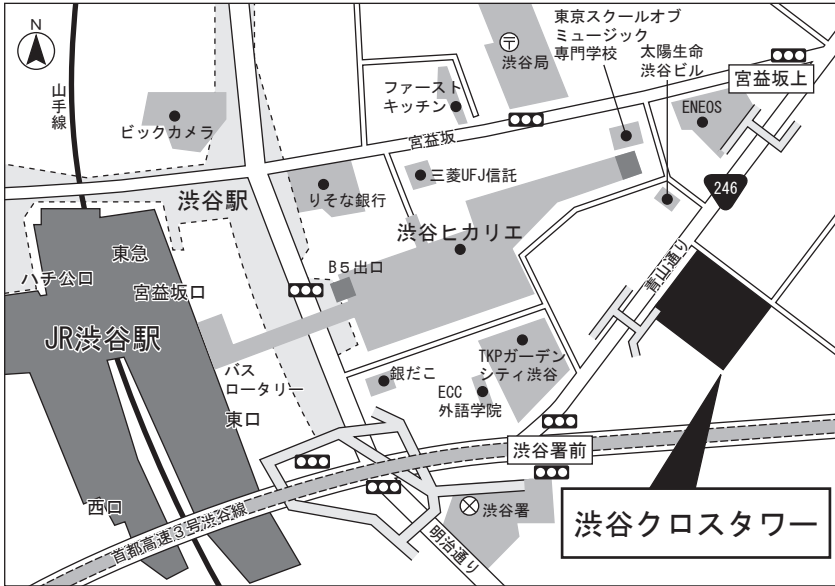 N
山手線
ビックカメラ
ファースト
キッチン
〒
渋谷局
東京スクールオブ
ミュージック
専門学校
太陽生命
渋谷ビル
宮益坂上
ENEOS
宮益坂
三菱UFJ信託
りそな銀行
渋谷駅
246
渋谷ヒカリエ
B5出口
青山通り
東急
ハチ公口
宮益坂口
JR渋谷駅
バス
ロータリー
東口
銀だこ
ECC
外語学院
TKPガーデン
シティ渋谷
渋谷署前
西口
首都高速3号渋谷線
明治通り
渋谷署
渋谷クロスタワー